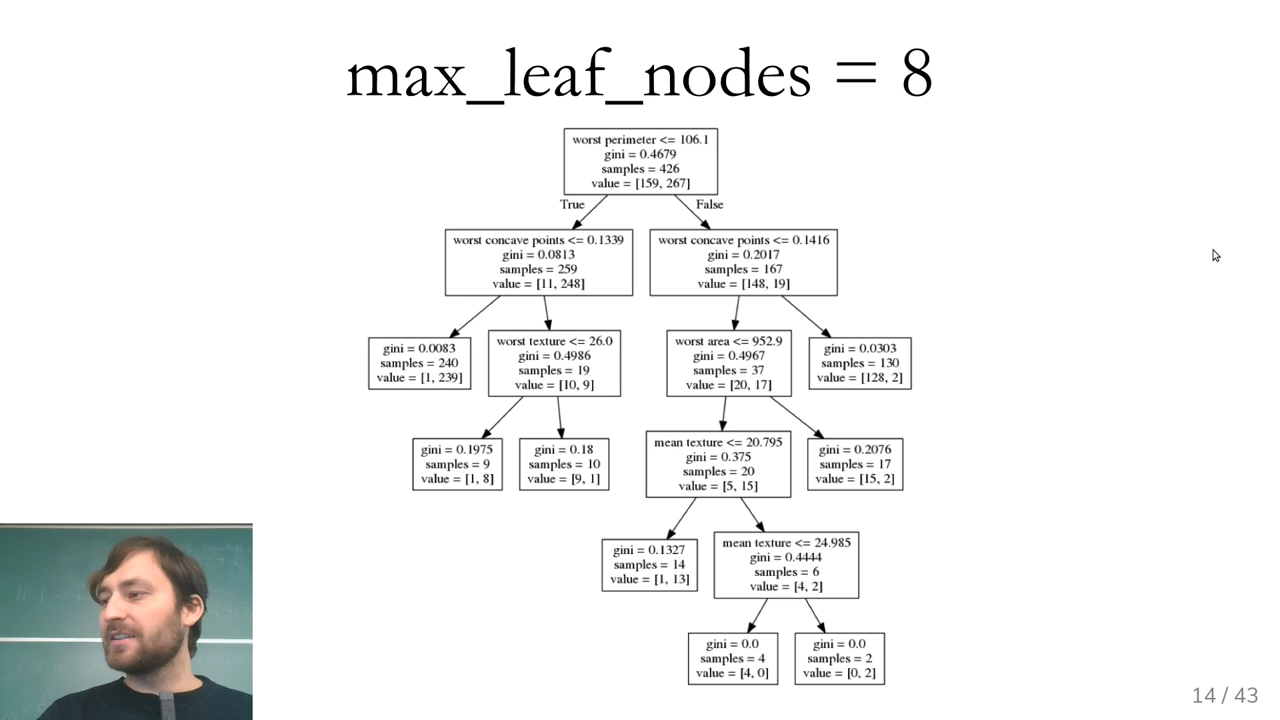 max_leaf_nodes = 8
worst perimeter <= 106.1
gini = 0.4679
samples = 426
value = [159, 267]
True
False
worst concave points <= 0.1339
gini = 0.0813
samples = 259
value = [11, 248]
worst concave points <= 0.1416
gini = 0.2017
samples = 167
value = [148, 19]
gini = 0.0083
samples = 240
value = [1, 239]
worst texture <= 26.0
gini = 0.4986
samples = 19
value = [10, 9]
worst area <= 952.9
gini = 0.4967
samples = 37
value = [20, 17]
gini = 0.0303
samples = 130
value = [128, 2]
gini = 0.1975
samples = 9
value = [1, 8]
gini = 0.18
samples = 10
value = [9, 1]
mean texture <= 20.795
gini = 0.375
samples = 20
value = [5, 15]
gini = 0.2076
samples = 17
value = [15, 2]
gini = 0.1327
samples = 14
value = [1, 13]
mean texture <= 24.985
gini = 0.4444
samples = 6
value = [4, 2]
gini = 0.0
samples = 4
value = [4, 0]
gini = 0.0
samples = 2
value = [0, 2]
14 / 43